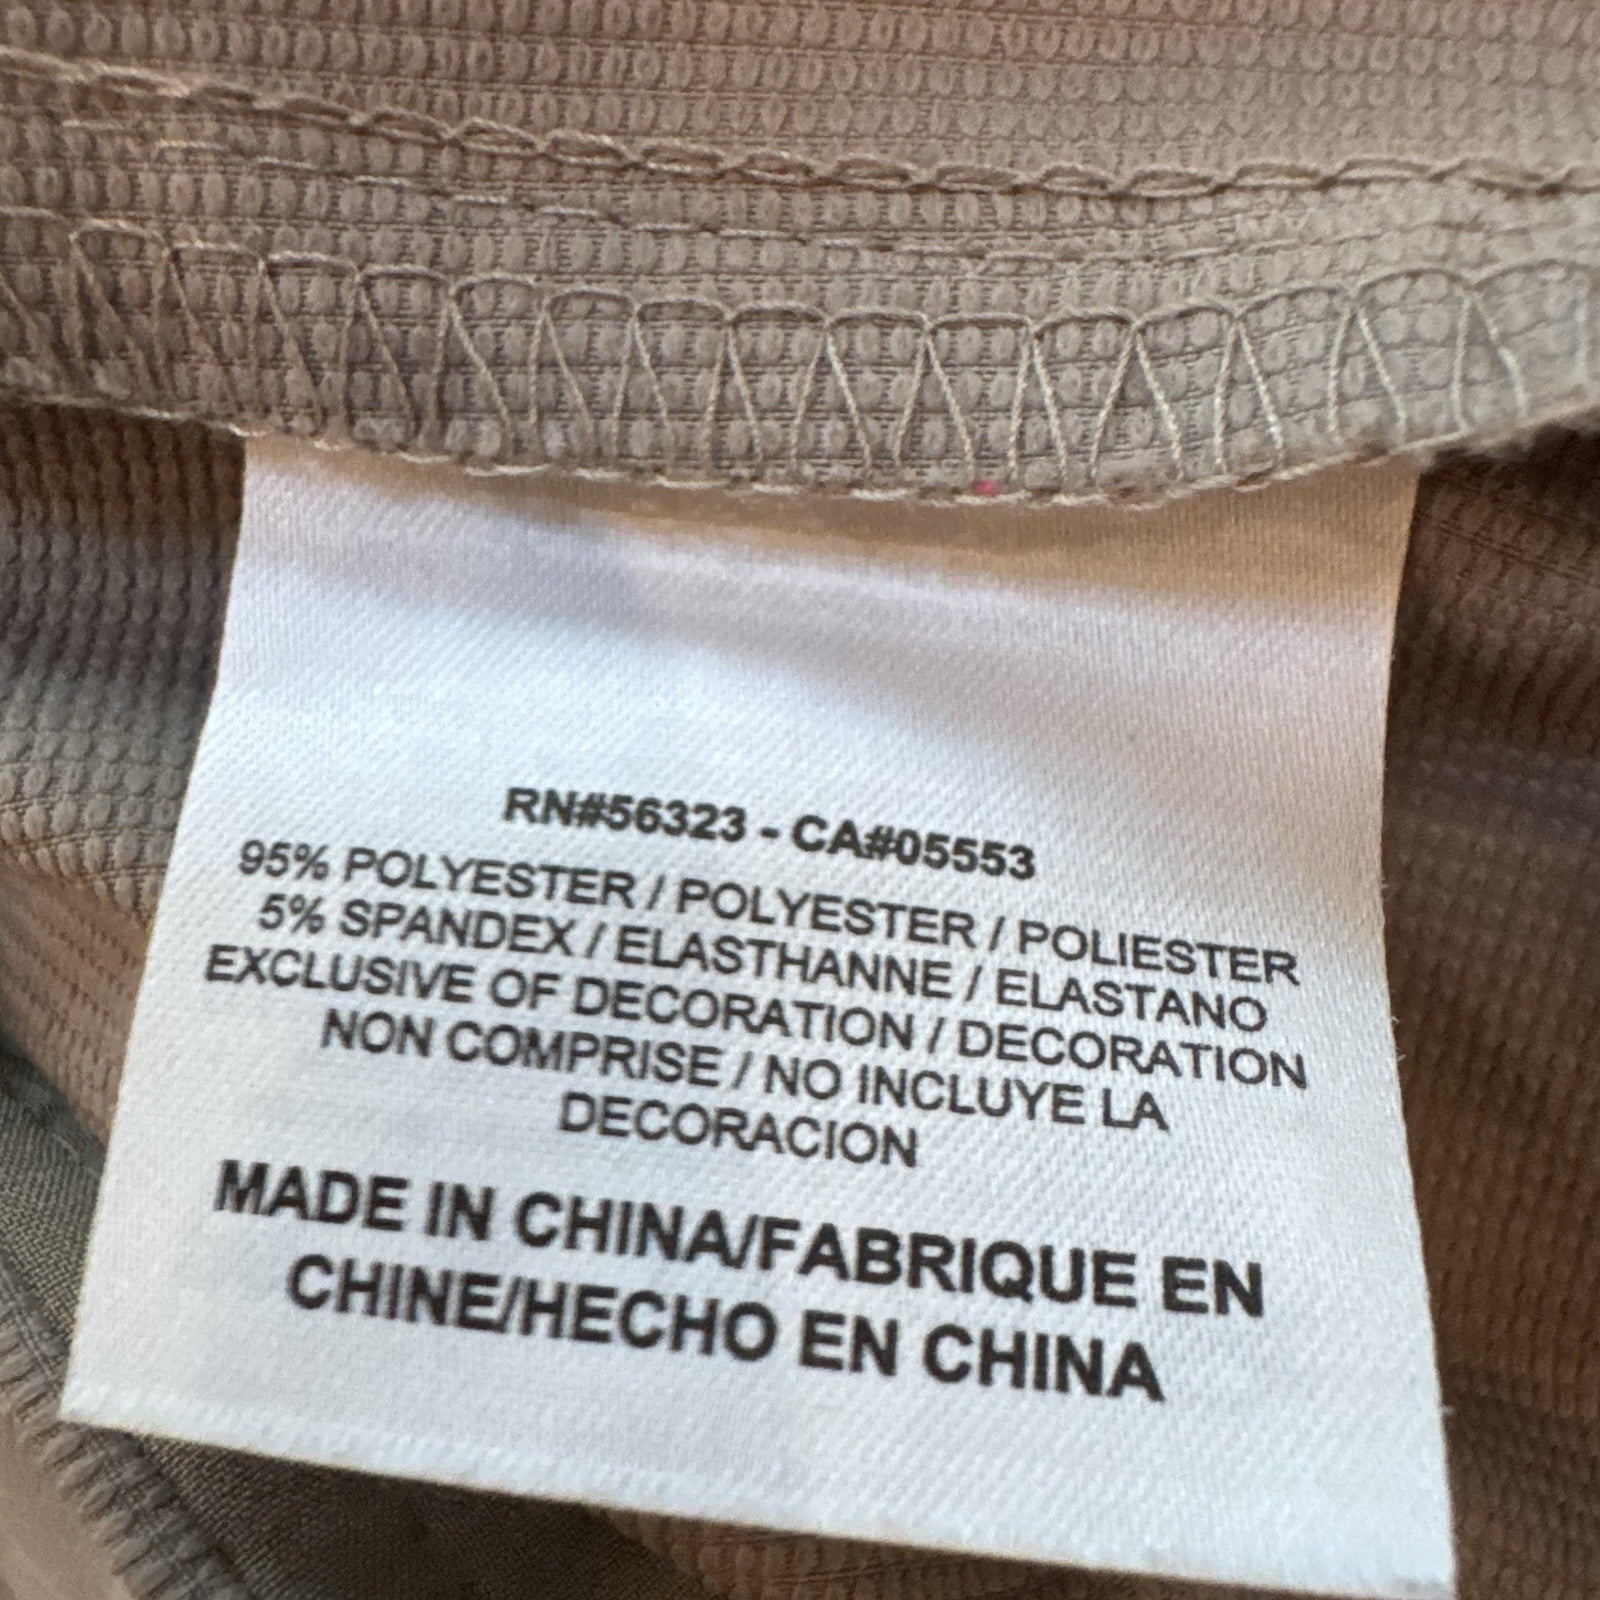 RN#56323 - CA#05553
95% POLYESTER / POLYESTER / POLIESTER
5% SPANDEX / ELASTHANNE / ELASTANO
EXCLUSIVE OF DECORATION / DECORATION
NON COMPRISE / NO INCLUYE LA
DECORACION
MADE IN CHINA/FABRIQUE EN
CHINE/HECHO EN CHINA